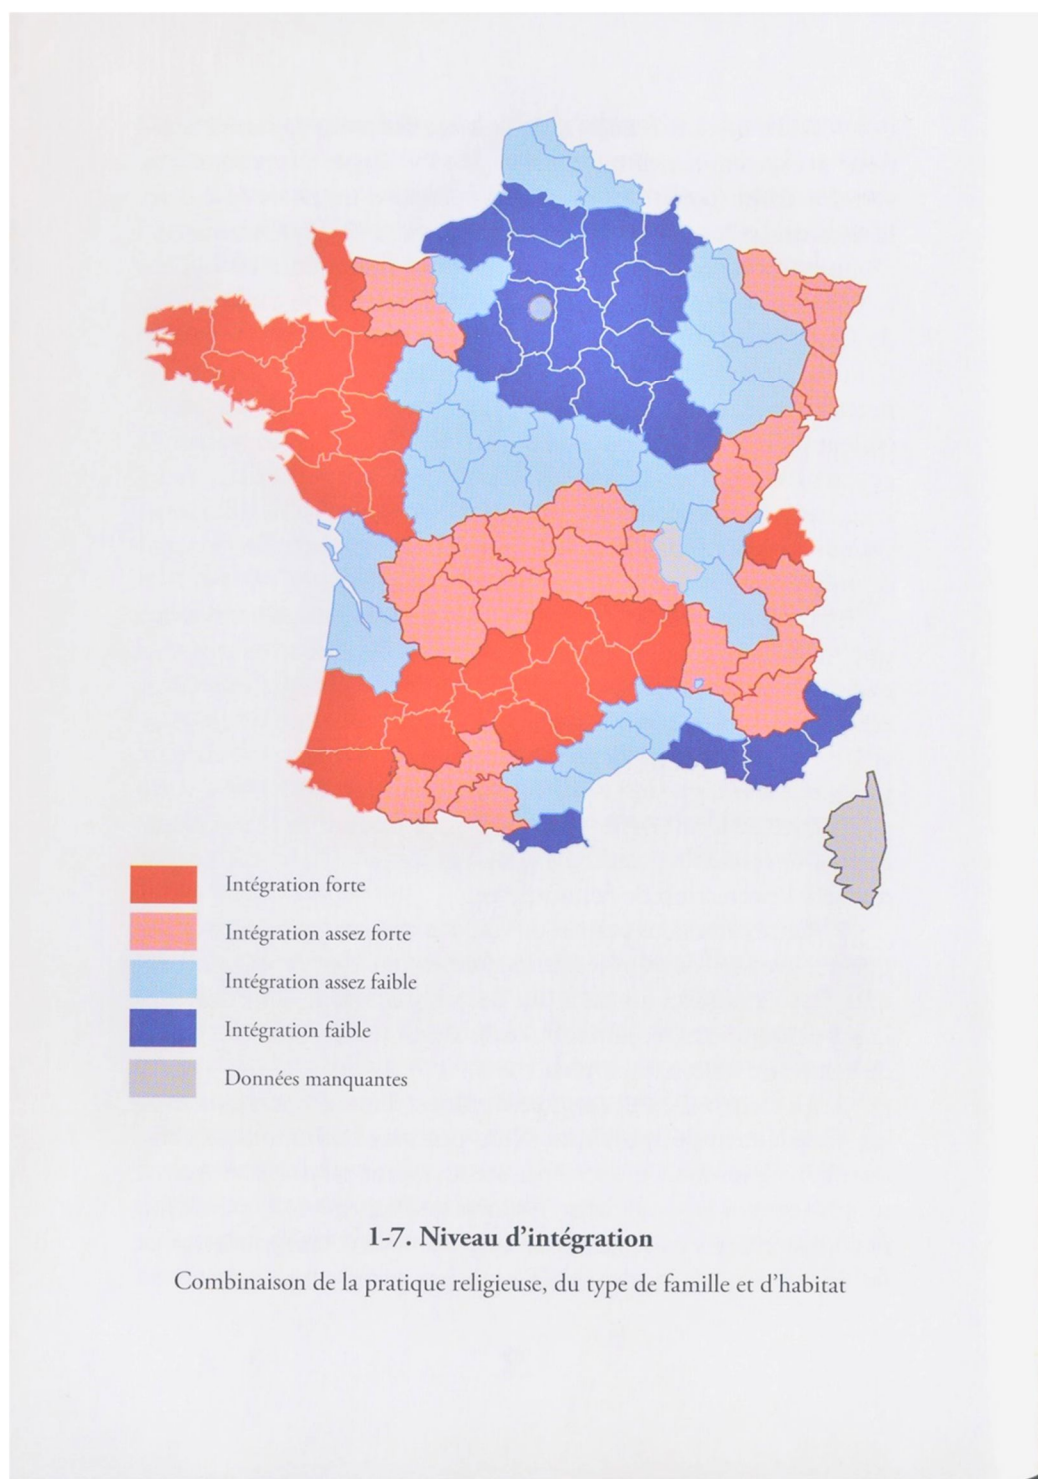 Intégration forte
Intégration assez forte
Intégration assez faible
Intégration faible
Données manquantes
1-7. Niveau d'intégration
Combinaison de la pratique religieuse, du type de famille et d'habitat